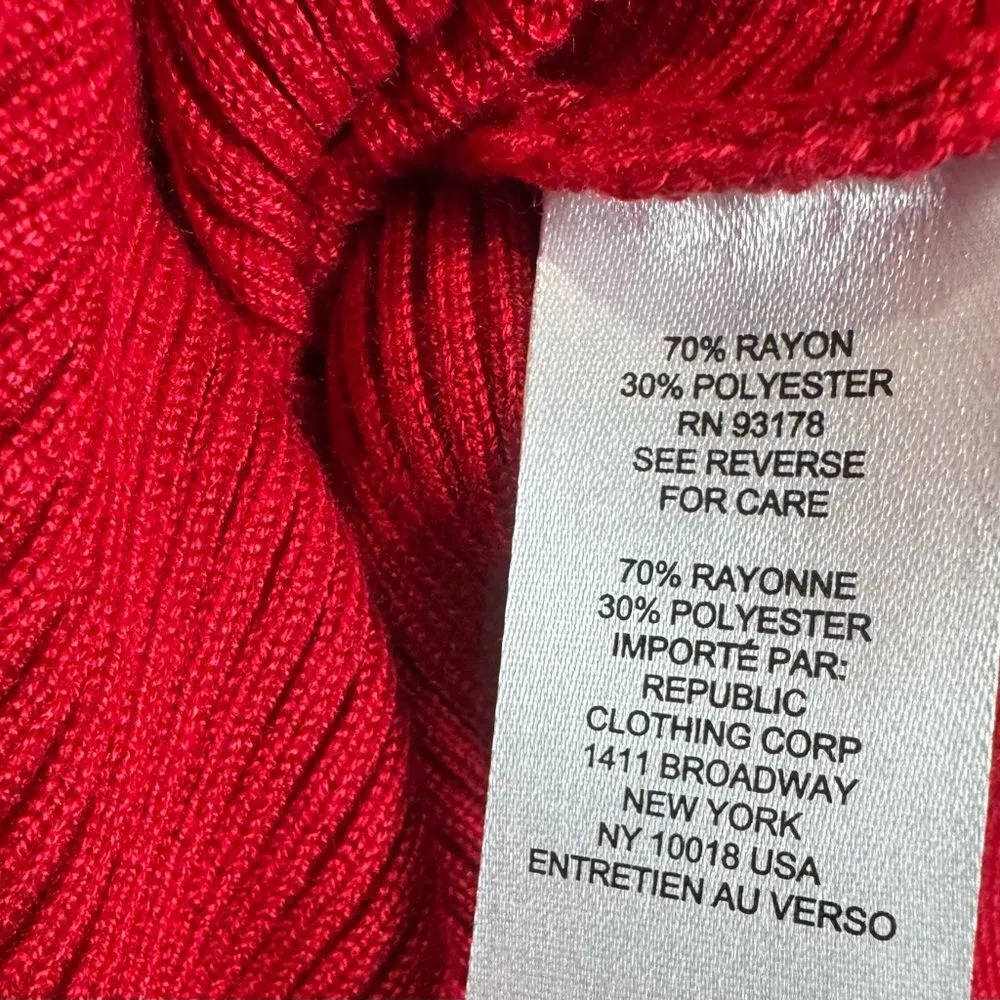 70% RAYON
30% POLYESTER
RN 93178
SEE REVERSE
FOR CARE
70% RAYONNE
30% POLYESTER
IMPORTÉ PAR:
REPUBLIC
CLOTHING CORP
1411 BROADWAY
NEW YORK
NY 10018 USA
ENTRETIEN AU VERSO